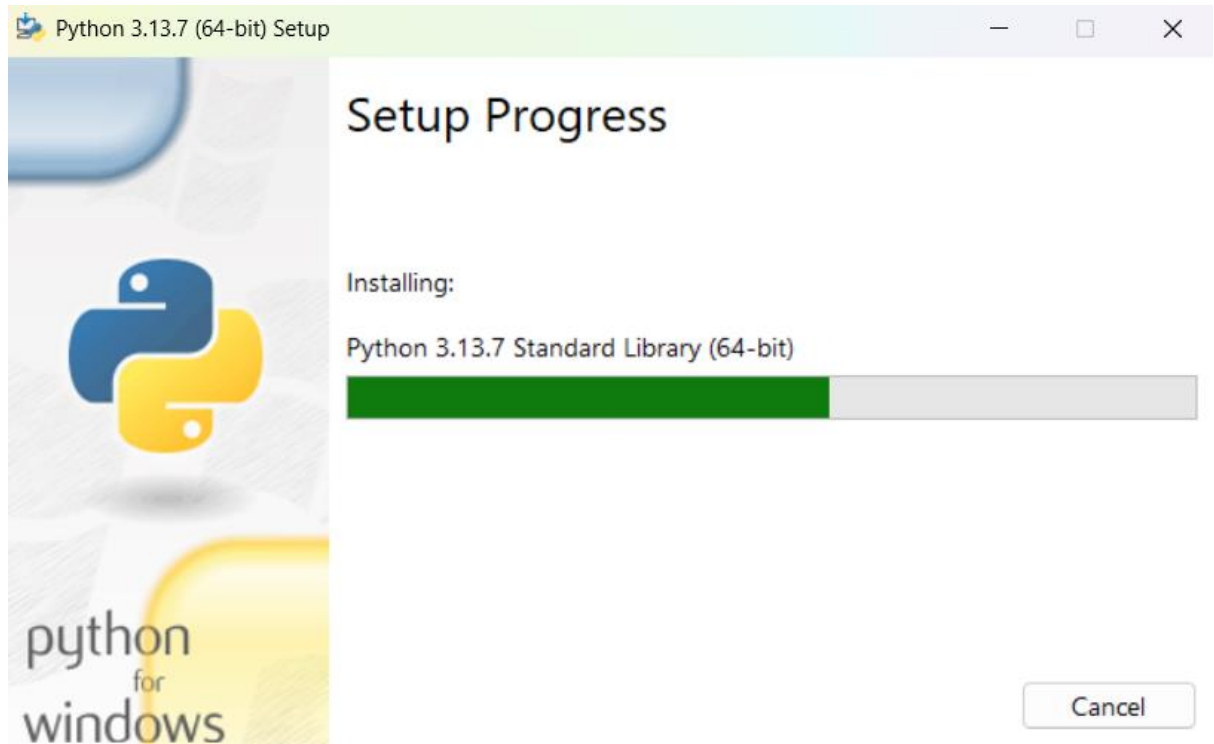 Python 3.13.7 (64-bit) Setup
Setup Progress
Installing:
Python 3.13.7 Standard Library (64-bit)
python
for
windows
Cancel